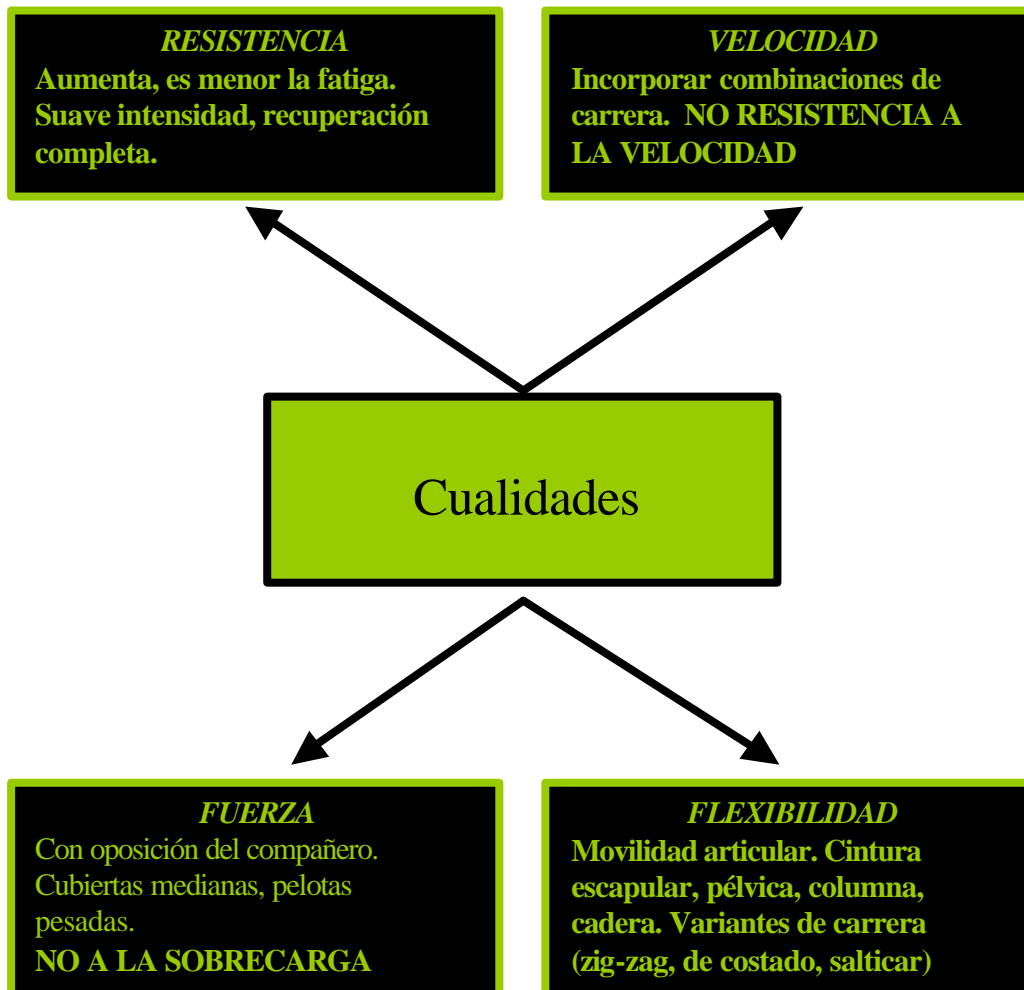 RESISTENCIA
Aumenta, es menor la fatiga.
Suave intensidad, recuperación
completa.
VELOCIDAD
Incorporar combinaciones de
carrera. NO RESISTENCIA A
LA VELOCIDAD
Cualidades
FUERZA
Con oposición del compañero.
Cubiertas medianas, pelotas
pesadas.
NO A LA SOBRECARGA
FLEXIBILIDAD
Movilidad articular. Cintura
escapular, pélvica, columna,
cadera. Variantes de carrera
(zig-zag, de costado, salticar)